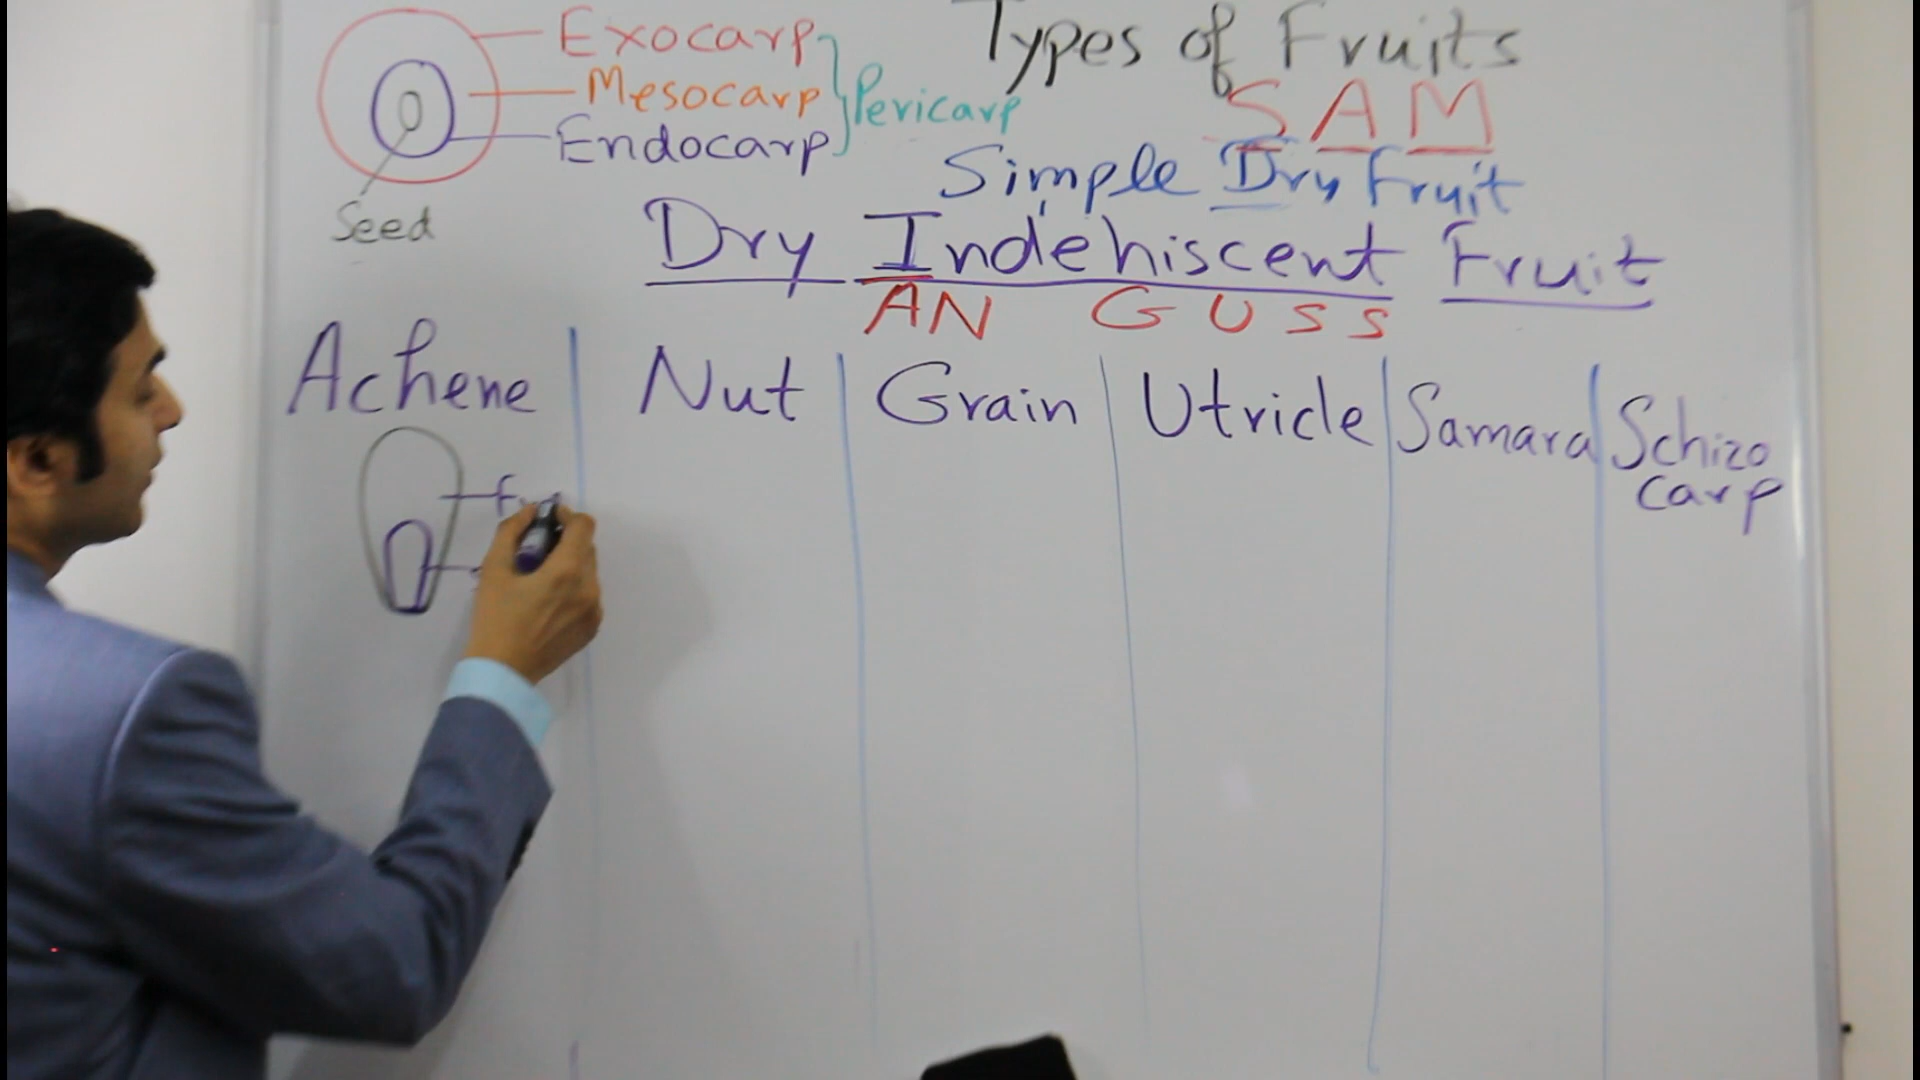 Types of Fruits
Exocarp
Mesocarp
Endocarp
Pericarp
Seed
SAM
Simple Dry Fruit
Dry Indehiscent Fruit
AN GUSS
Achene
Nut
Grain
Utricle
Samara
Schizo
carp